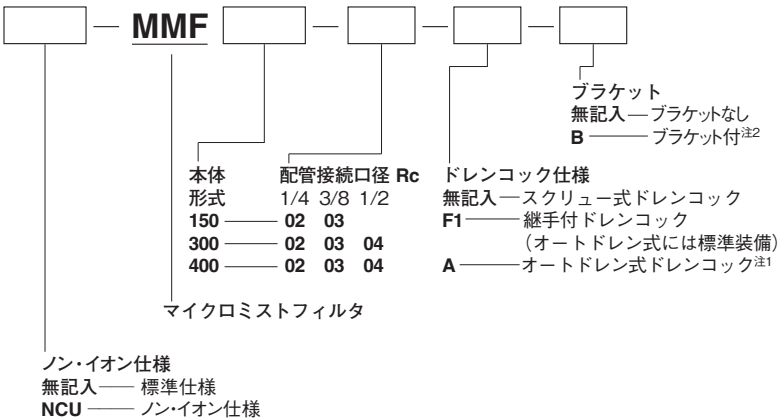 — MMF — — —
ブラケット
無記入—ブラケットなし
B——ブラケット付注2
本体
形式
配管接続口径 Rc
1/4 3/8 1/2
150——02 03
300——02 03 04
400——02 03 04
ドレンコック仕様
無記入—スクリュー式ドレンコック
F1——継手付ドレンコック
(オートドレン式には標準装備)
A——オートドレン式ドレンコック注1
マイクロミストフィルタ
ノン・イオン仕様
無記入——標準仕様
NCU——ノン・イオン仕様